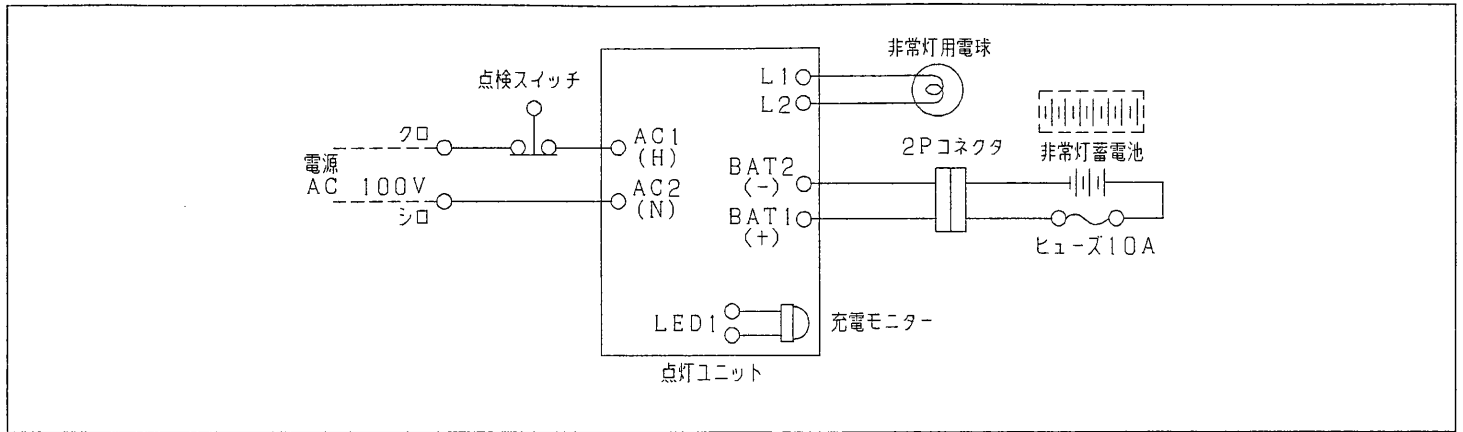 非常灯用電球
L1
L2
点検スイッチ
クロ
AC1
(H)
電源
AC 100V
AC2
(N)
シロ
2Pコネクタ
非常灯蓄電池
BAT2
(-)
BAT1
(+)
ヒューズ10A
LED1
充電モニター
点灯ユニット